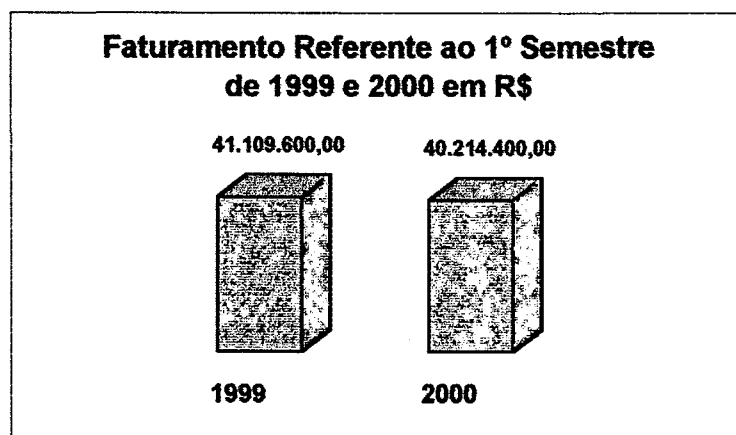 Faturamento Referente ao 1º Semestre
de 1999 e 2000 em R$
41.109.600,00 40.214.400,00
1999 2000